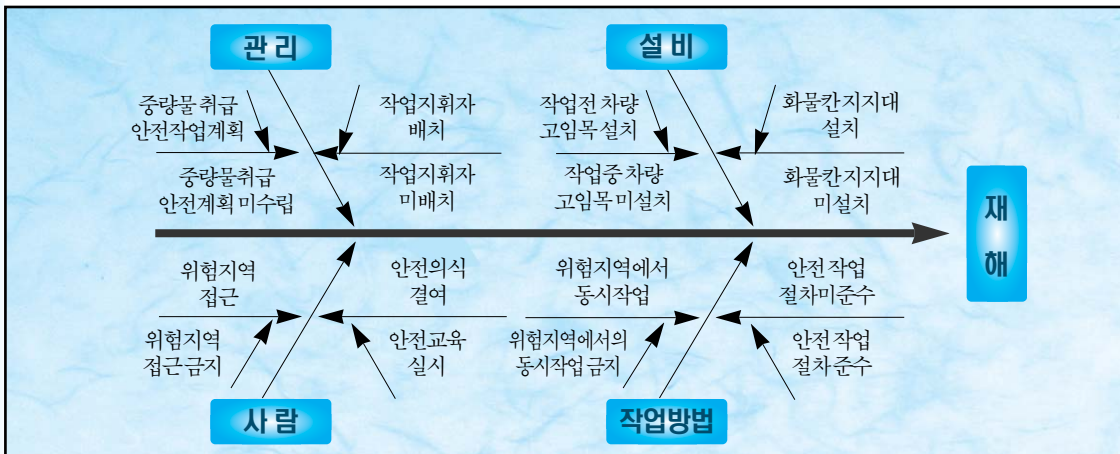 관 리
설 비
중량물 취급
안전작업계획
작업지휘자
배치
작업전 차량
고임목 설치
화물칸 지지대
설치
중량물취급
안전계획 미수립
작업지휘자
미배치
작업중 차량
고임목 미설치
화물칸 지지대
미설치
재
해
위험지역
접근
안전의식
결여
위험지역에서
동시작업
안전 작업
절차미준수
위험지역
접근 금지
안전교육
실시
위험지역에서의
동시작업 금지
안전 작업
절차 준수
사 람
작업방법